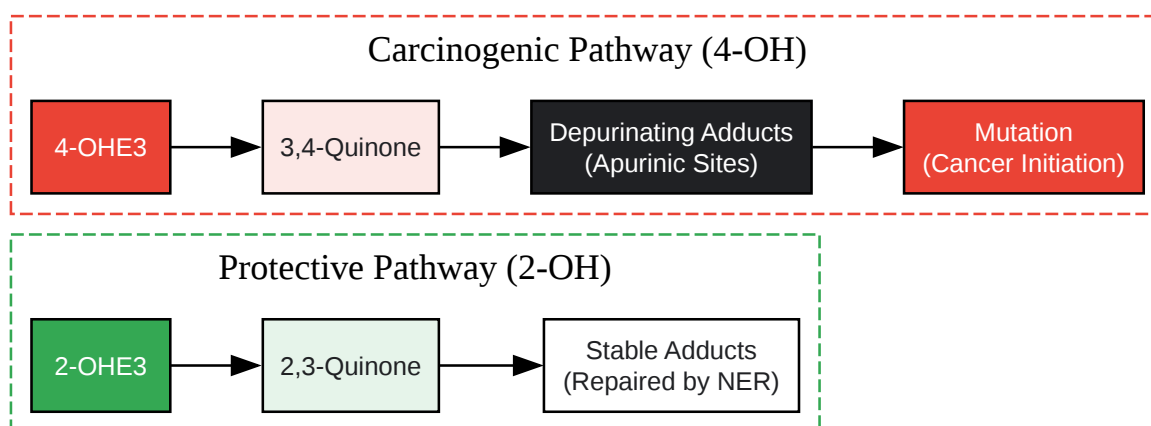 Carcinogenic Pathway (4-OH)
4-OHE3
3,4-Quinone
Depurinating Adducts
(Apurinic Sites)
Mutation
(Cancer Initiation)
Protective Pathway (2-OH)
2-OHE3
2,3-Quinone
Stable Adducts
(Repaired by NER)